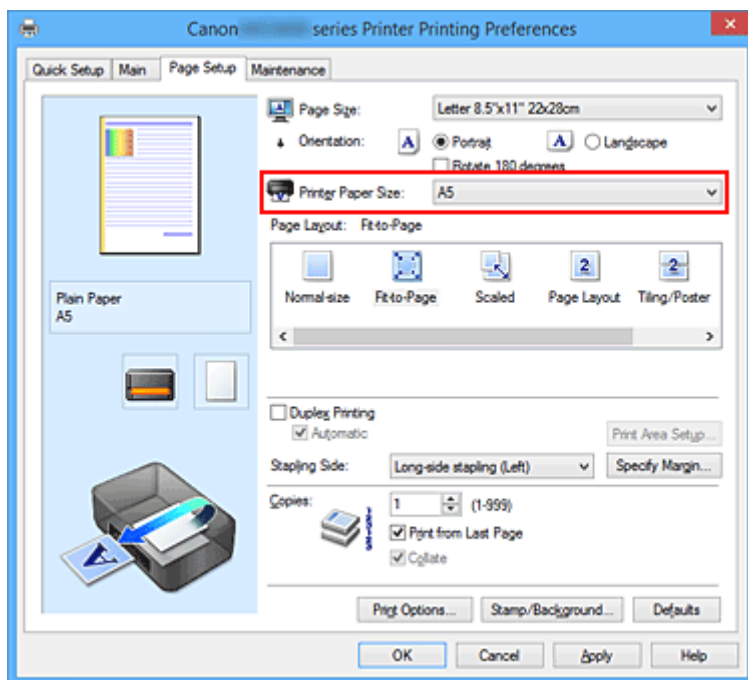 Canon series Printer Printing Preferences
Quick Setup Main Page Setup Maintenance
Page Size: Letter 8.5"x11" 22x28cm
Orientation: A Portrait A Landscape
Rotate 180 degrees
Printer Paper Size: A5
Page Layout: Fit-to-Page
2 2
Normal-size Fit-to-Page Scaled Page Layout Tiling/Poster
Plain Paper
A5
Duplex Printing
Automatic
Print Area Setup...
Stapling Side: Long-side stapling (Left) Specify Margin...
Copies: 1 (1-999)
Print from Last Page
Collate
A
Print Options... Stamp/Background... Defaults
OK Cancel Apply Help